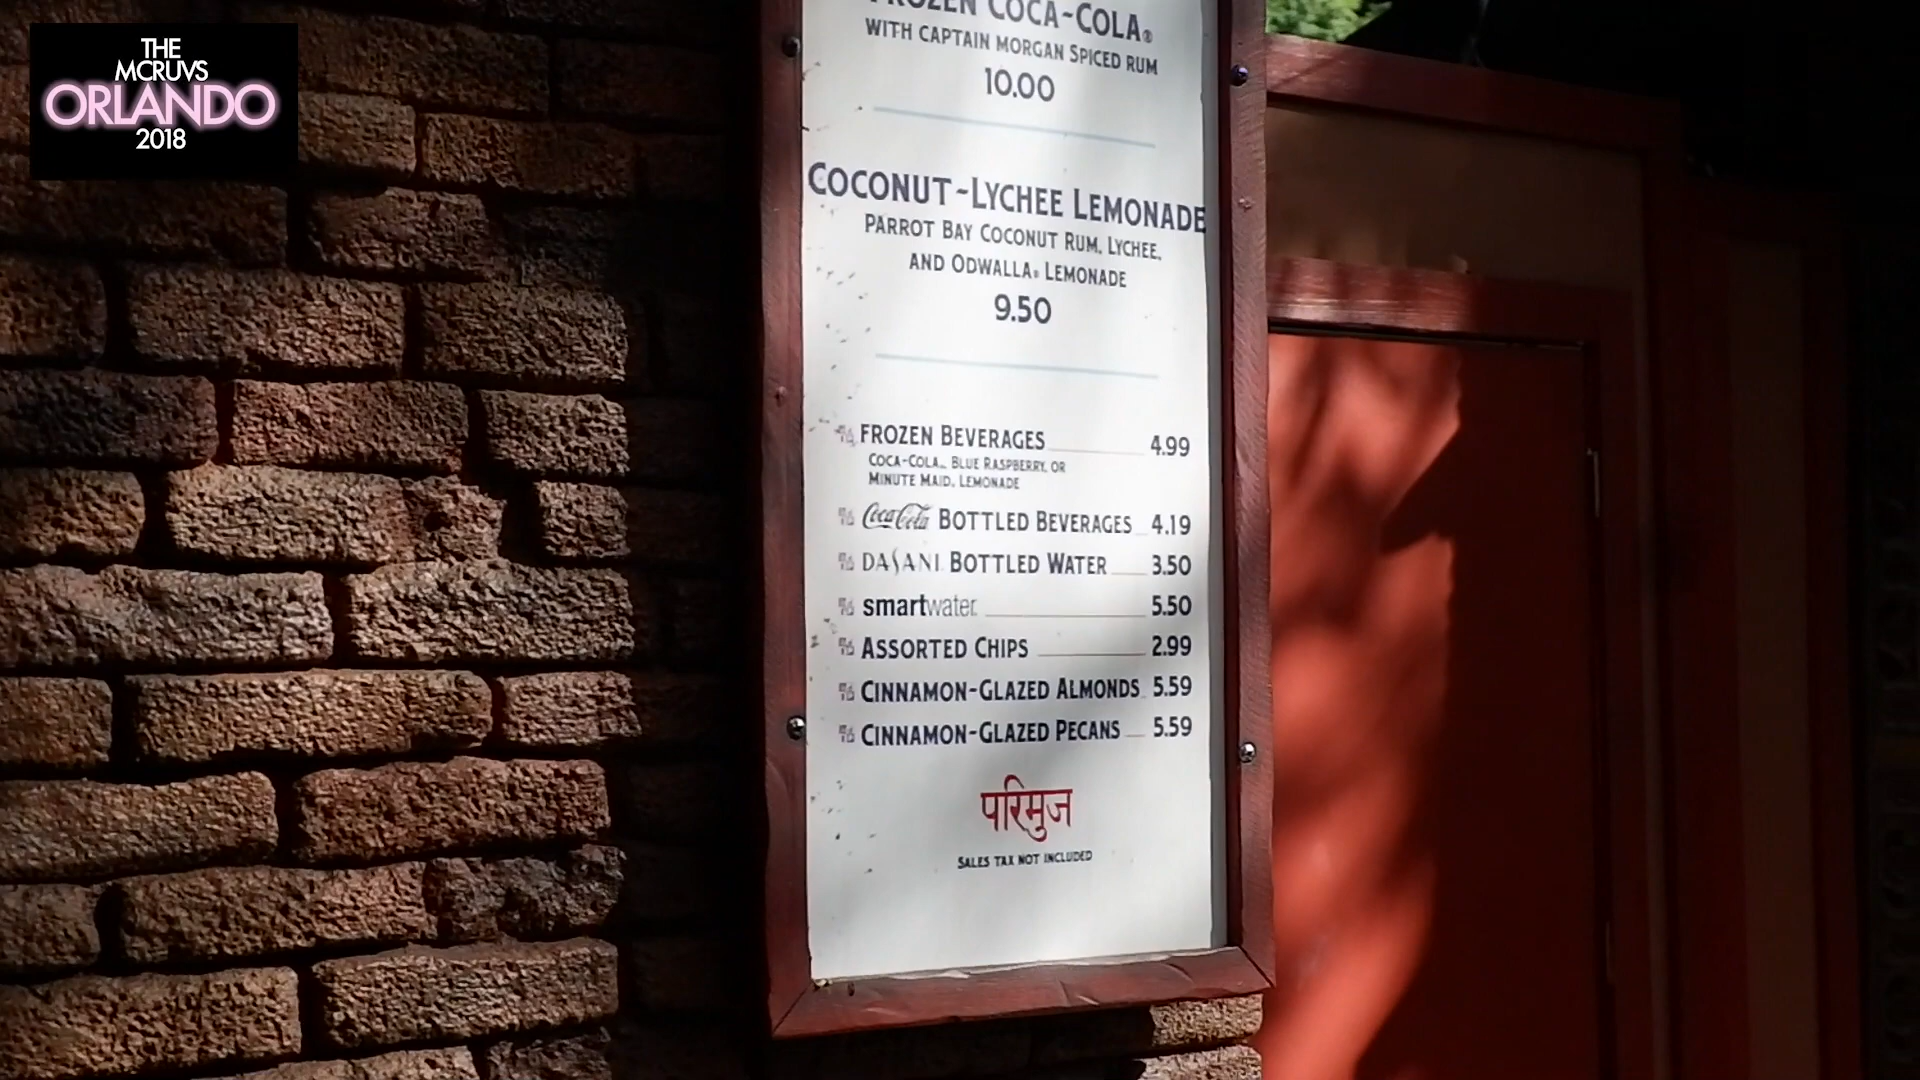 THE
MCRUVS
ORLANDO
2018
FROZEN COCA-COLA®
WITH CAPTAIN MORGAN SPICED RUM
10.00
COCONUT-LYCHEE LEMONADE
PARROT BAY COCONUT RUM, LYCHEE,
AND ODWALLA® LEMONADE
9.50
FROZEN BEVERAGES 4.99
COCA-COLA®, BLUE RASPBERRY, OR
MINUTE MAID® LEMONADE
Coca-Cola BOTTLED BEVERAGES 4.19
DASANI BOTTLED WATER 3.50
smartwater 5.50
ASSORTED CHIPS 2.99
CINNAMON-GLAZED ALMONDS 5.59
CINNAMON-GLAZED PECANS 5.59
परिमुज
SALES TAX NOT INCLUDED